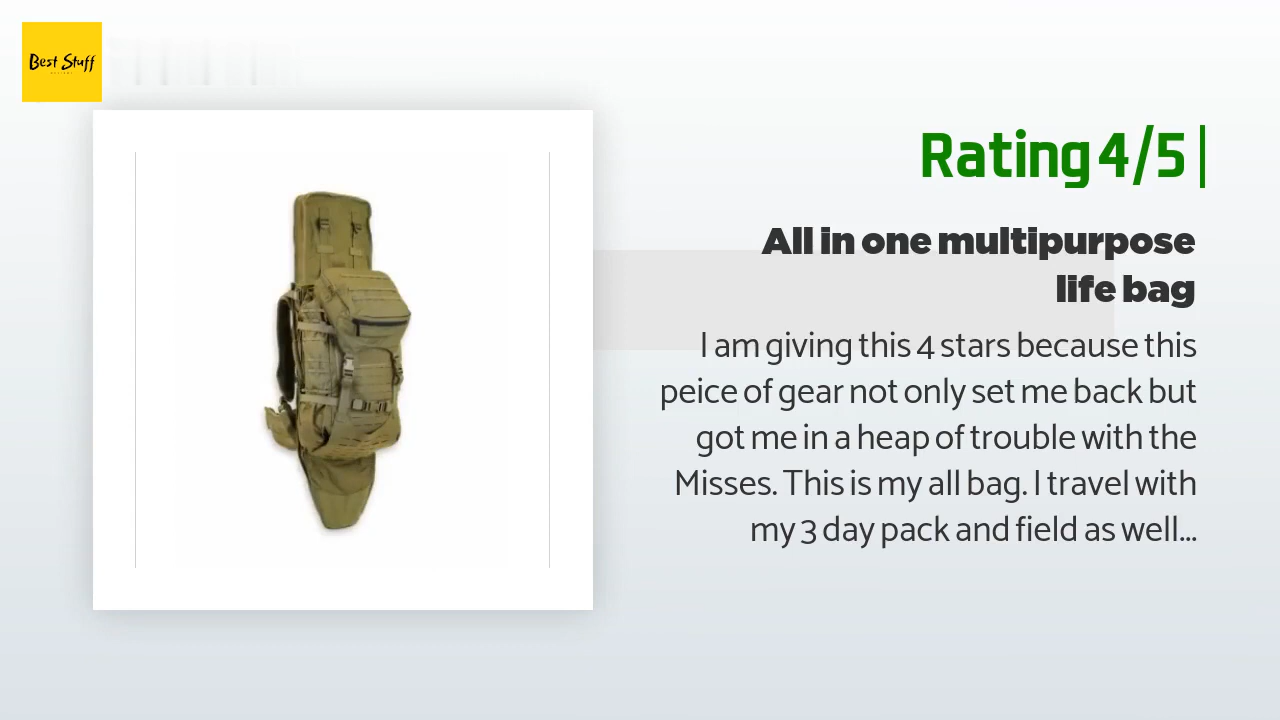 Best Stuff
Rating 4/5 |
All in one multipurpose
life bag
I am giving this 4 stars because this
peice of gear not only set me back but
got me in a heap of trouble with the
Misses. This is my all bag. I travel with
my 3 day pack and field as well...